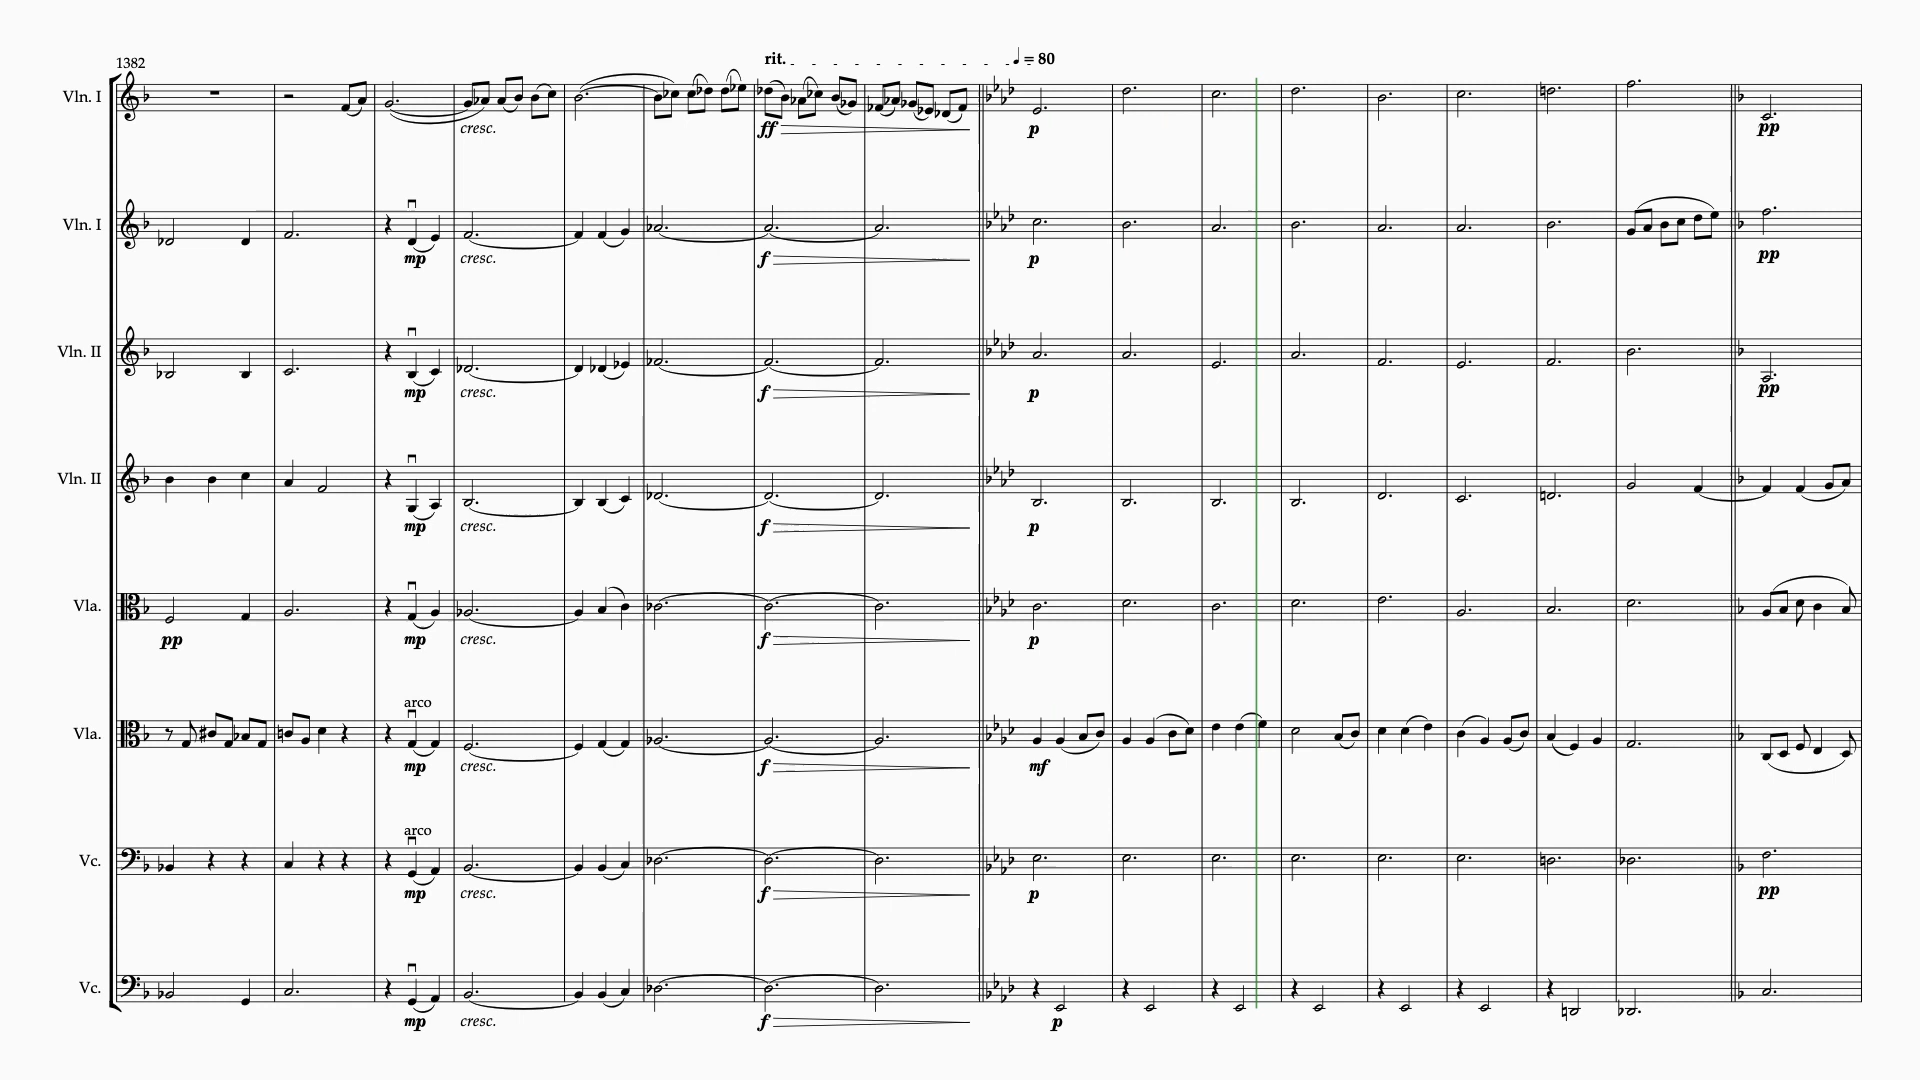 rit. ♩ = 80
1382
Vln. I
cresc. ff p pp
Vln. I
mp cresc. f p pp
Vln. II
mp cresc. f p pp
Vln. II
mp cresc. f p
Vla.
pp mp cresc. f p
arco
Vla.
mp cresc. f mf
arco
Vc.
mp cresc. f p pp
Vc.
mp cresc. f p